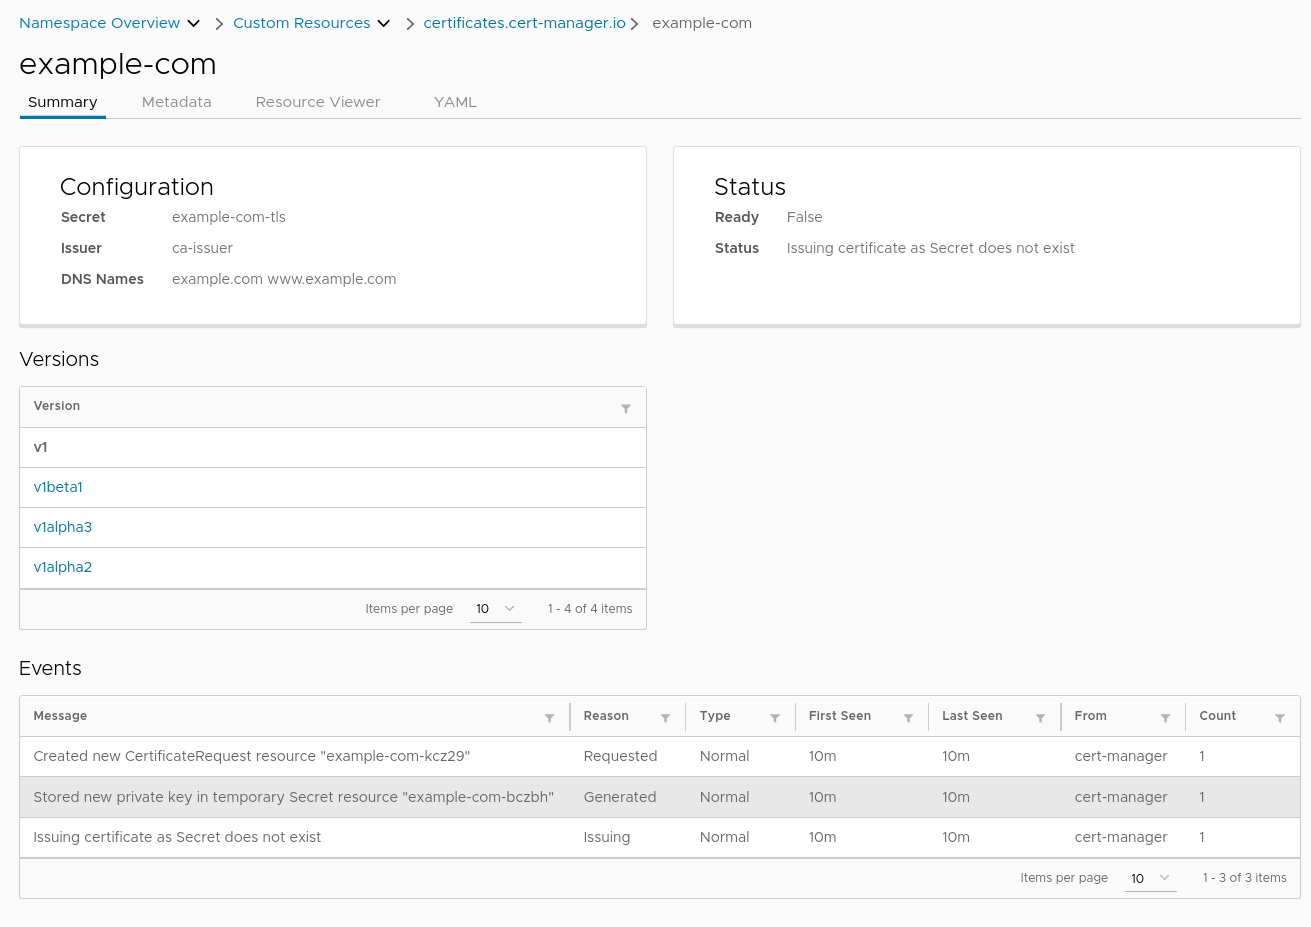 Namespace Overview > Custom Resources > certificates.cert-manager.io > example-com
example-com
Summary Metadata Resource Viewer YAML
Configuration
Secret example-com-tls
Issuer ca-issuer
DNS Names example.com www.example.com
Status
Ready False
Status Issuing certificate as Secret does not exist
Versions
Version
v1
v1beta1
v1alpha3
v1alpha2
Items per page 10 1 - 4 of 4 items
Events
Message Reason Type First Seen Last Seen From Count
Created new CertificateRequest resource "example-com-kcz29" Requested Normal 10m 10m cert-manager 1
Stored new private key in temporary Secret resource "example-com-bczbh" Generated Normal 10m 10m cert-manager 1
Issuing certificate as Secret does not exist Issuing Normal 10m 10m cert-manager 1
Items per page 10 1 - 3 of 3 items